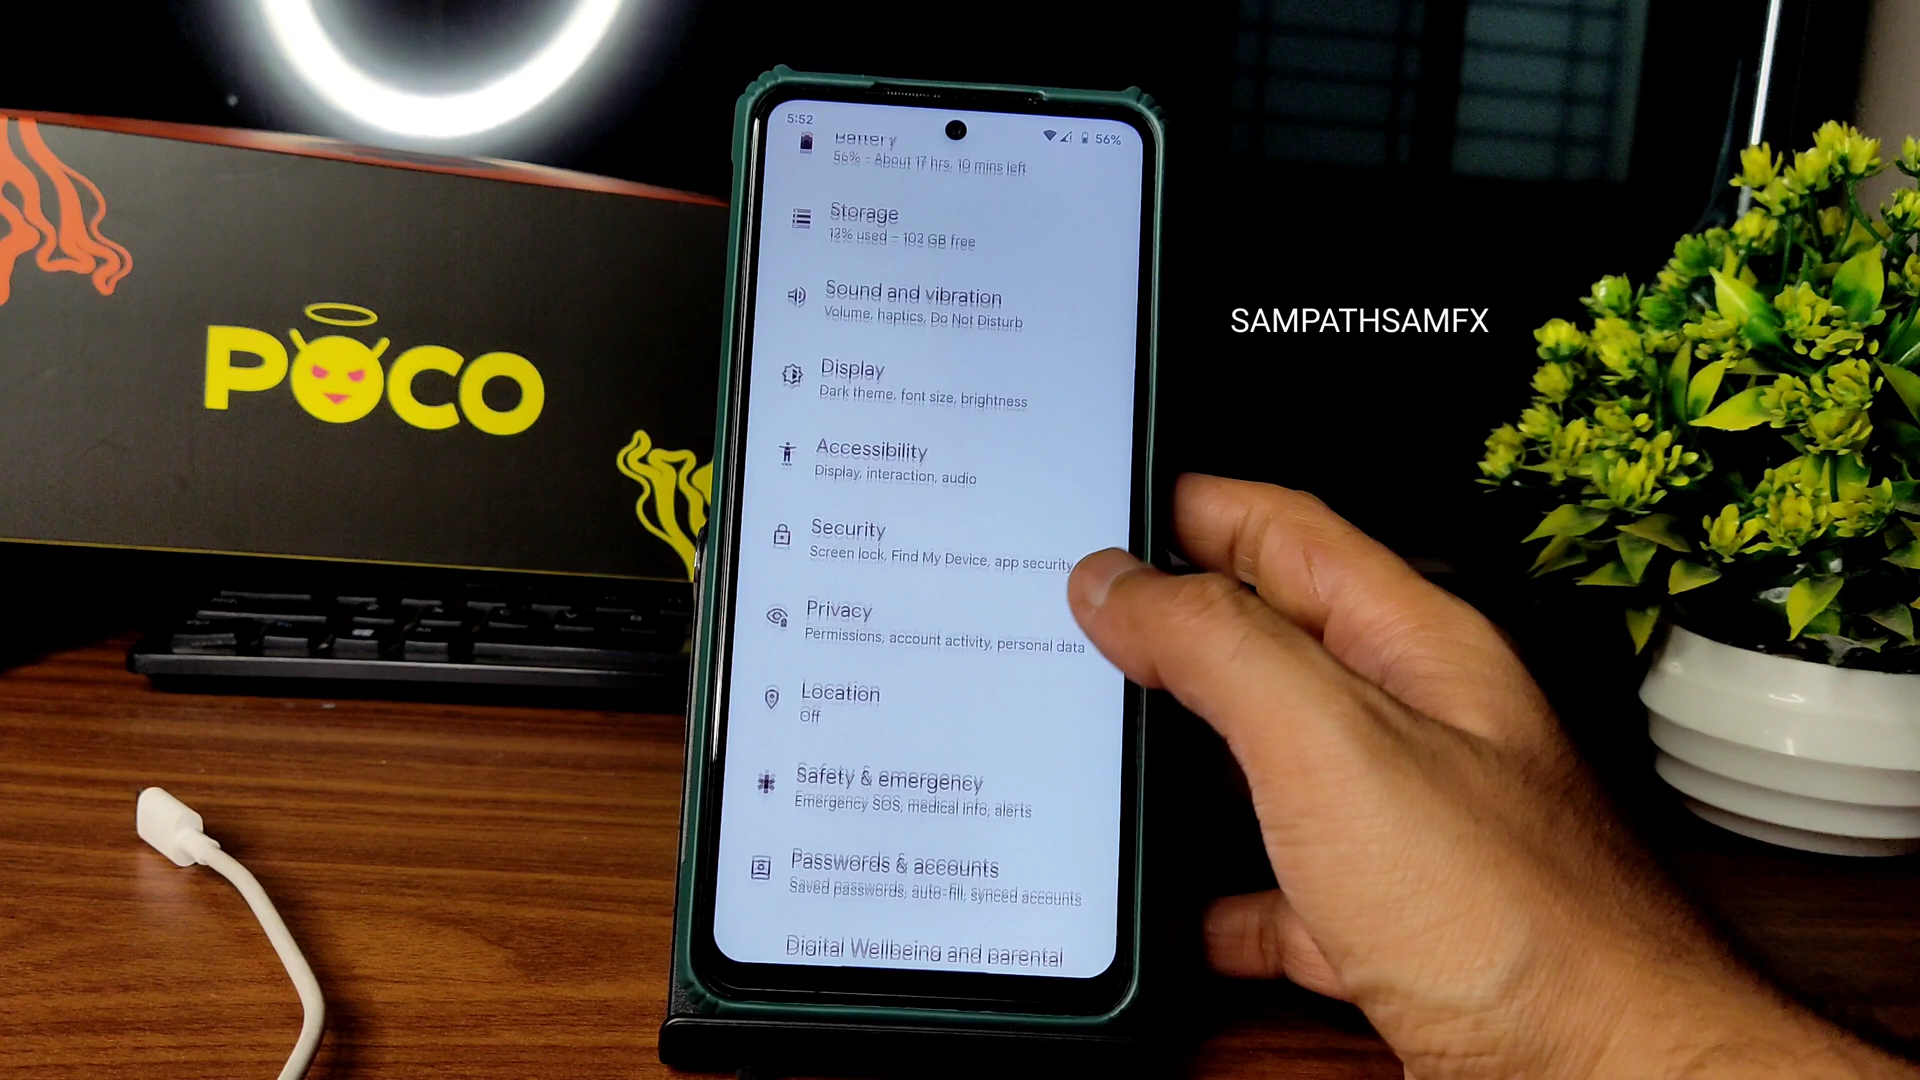 POCO
5:52
56%
Battery
56% - About 17 hrs, 19 mins left
Storage
12% used - 102 GB free
Sound and vibration
Volume, haptics, Do Not Disturb
Display
Dark theme, font size, brightness
Accessibility
Display, interaction, audio
Security
Screen lock, Find My Device, app security
Privacy
Permissions, account activity, personal data
Location
Off
Safety & emergency
Emergency SOS, medical info, alerts
Passwords & accounts
Saved passwords, auto-fill, synced accounts
Digital Wellbeing and parental
SAMPATHSAMFX